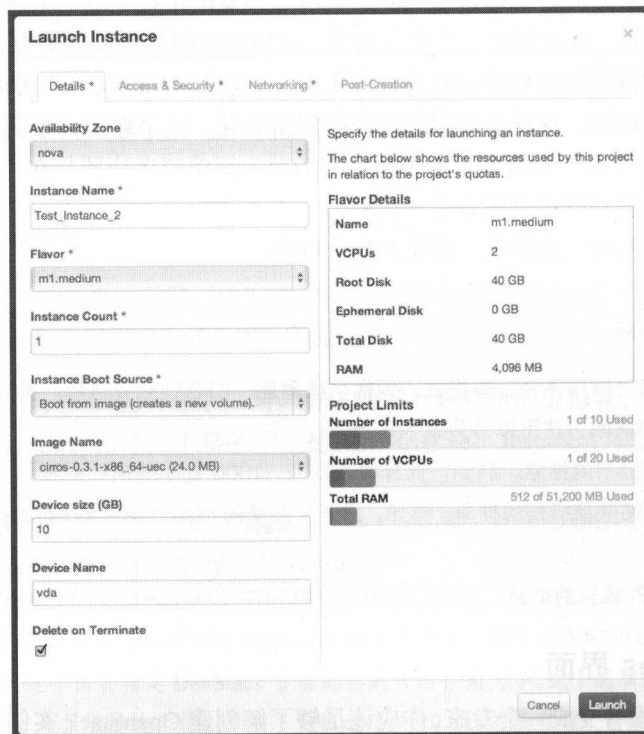 Launch Instance
×
Details *
Access & Security *
Networking *
Post-Creation
Availability Zone
nova
Instance Name *
Test_Instance_2
Flavor *
m1.medium
Instance Count *
1
Instance Boot Source *
Boot from image (creates a new volume).
Image Name
cirros-0.3.1-x86_64-uec (24.0 MB)
Device size (GB)
10
Device Name
vda
Delete on Terminate
Specify the details for launching an instance.
The chart below shows the resources used by this project
in relation to the project's quotas.
Flavor Details
Name m1.medium
VCPUs 2
Root Disk 40 GB
Ephemeral Disk 0 GB
Total Disk 40 GB
RAM 4,096 MB
Project Limits
Number of Instances 1 of 10 Used
Number of VCPUs 1 of 20 Used
Total RAM 512 of 51,200 MB Used
Cancel
Launch